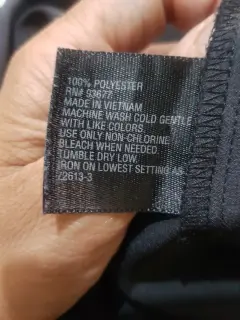 100% POLYESTER
RN# 93677
MADE IN VIETNAM
MACHINE WASH COLD GENTLE
WITH LIKE COLORS
USE ONLY NON-CHLORINE
BLEACH WHEN NEEDED.
TUMBLE DRY LOW.
IRON ON LOWEST SETTING AS
72613-3